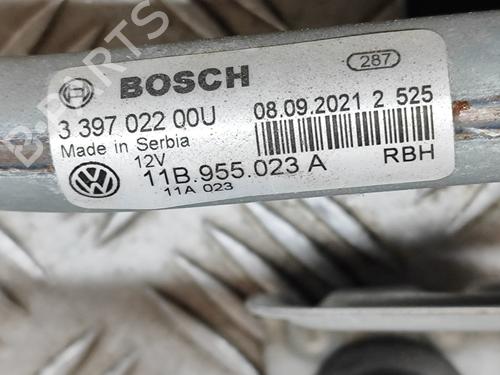 B-PARTS
BOSCH
287
3 397 022 00U
08.09.2021 2 525
Made in Serbia
12V
11B.955.023 A
RBH
11A 023